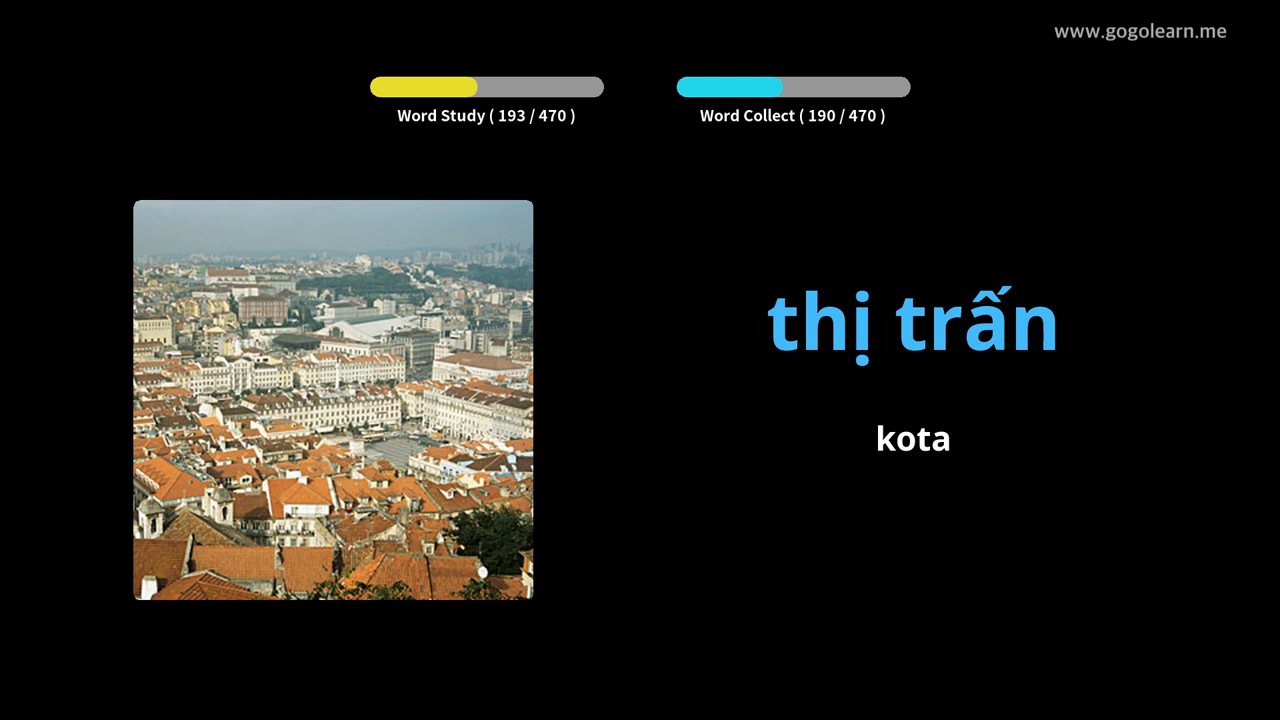 www.gogolearn.me
Word Study ( 193 / 470 )
Word Collect ( 190 / 470 )
thị trấn
kota